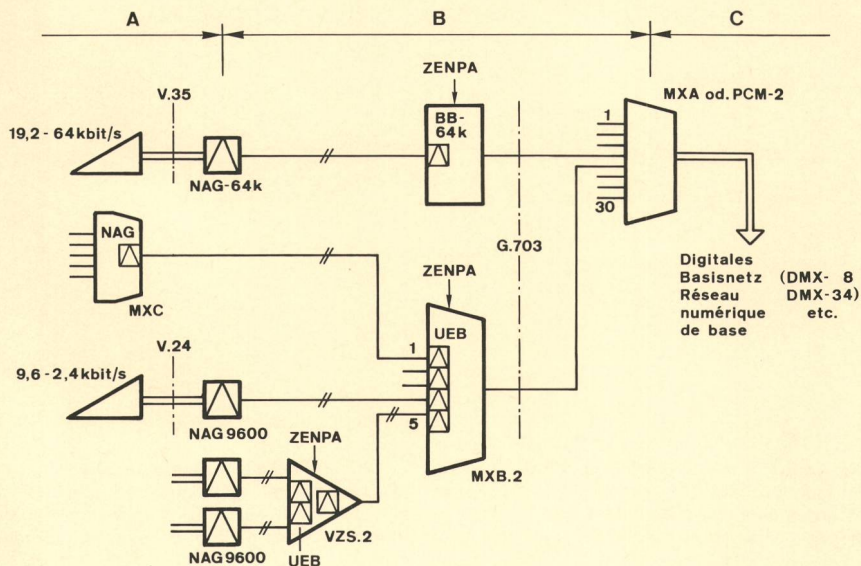 A B C
ZENPA
MXA od. PCM-2
V.35
BB-
64k
1
19,2 - 64kbit/s
NAG-64k
30
NAG
G.703
ZENPA
Digitales
Basisnetz (DMX- 8
Réseau DMX-34)
numérique etc.
de base
MXC
UEB
V.24
1
9,6 - 2,4kbit/s
5
NAG 9600
ZENPA
MXB.2
VZS.2
NAG 9600
UEB